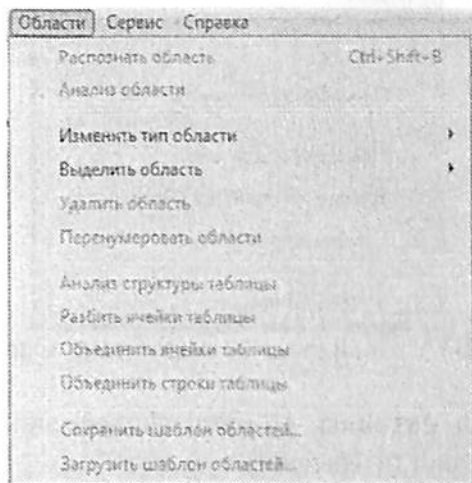 Области Сервис Справка
Распознать область Ctrl+Shift+B
Анализ области
Изменить тип области
Выделить область
Удалить область
Перенумеровать области
Анализ структуры таблицы
Разбить ячейки таблицы
Объединить ячейки таблицы
Объединить строки таблицы
Сохранить шаблон областей...
Загрузить шаблон областей...